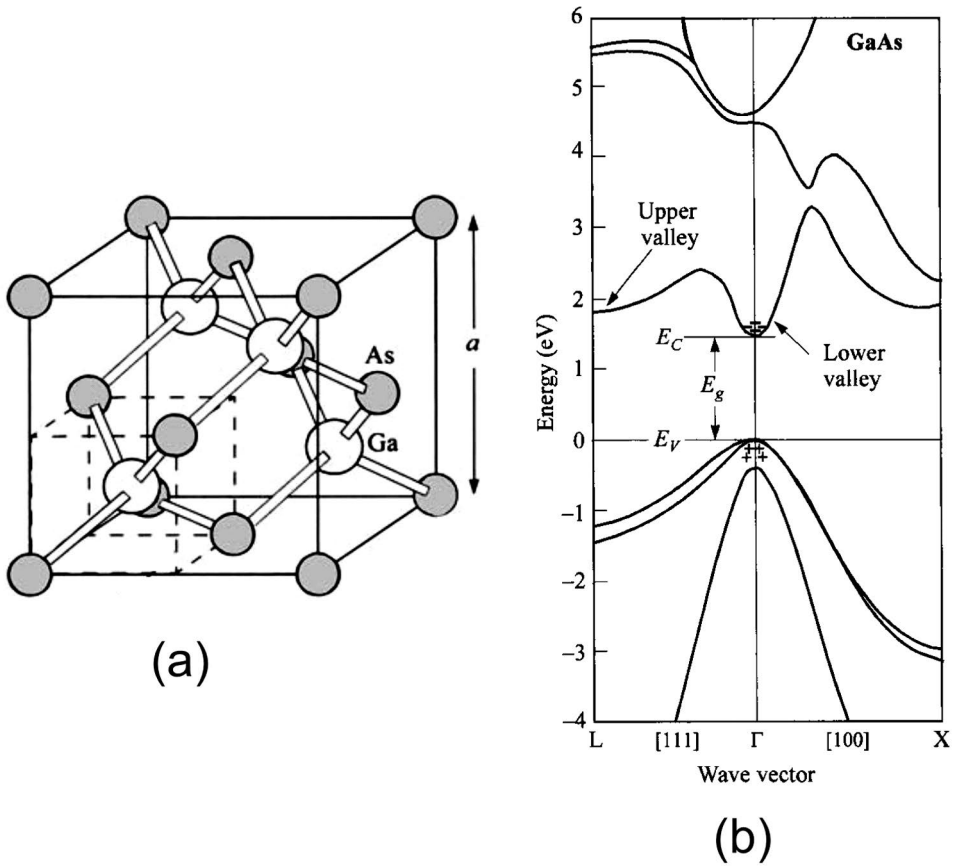 a
As
Ga
(a)
6
5
4
3
2
1
0
−1
−2
−3
−4
Energy (eV)
GaAs
Upper
valley
E_C
E_g
Lower
valley
E_V
L
[111]
Γ
[100]
X
Wave vector
(b)